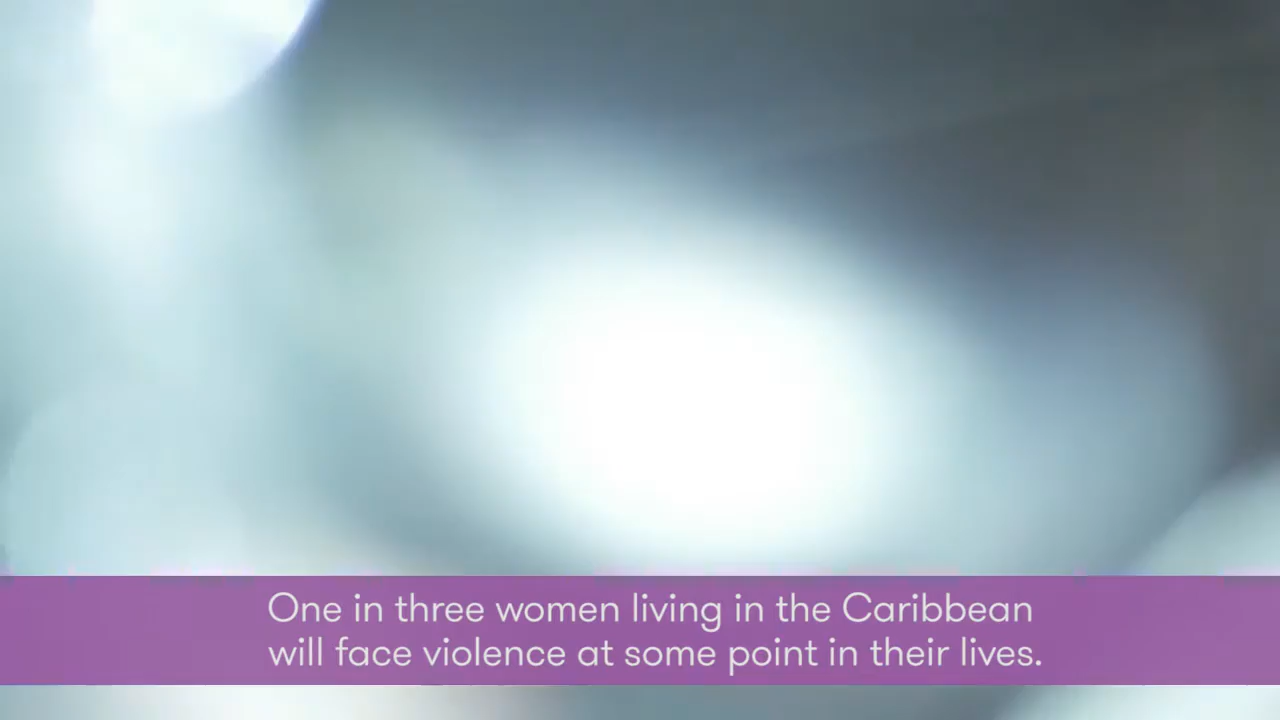 One in three women living in the Caribbean
will face violence at some point in their lives.